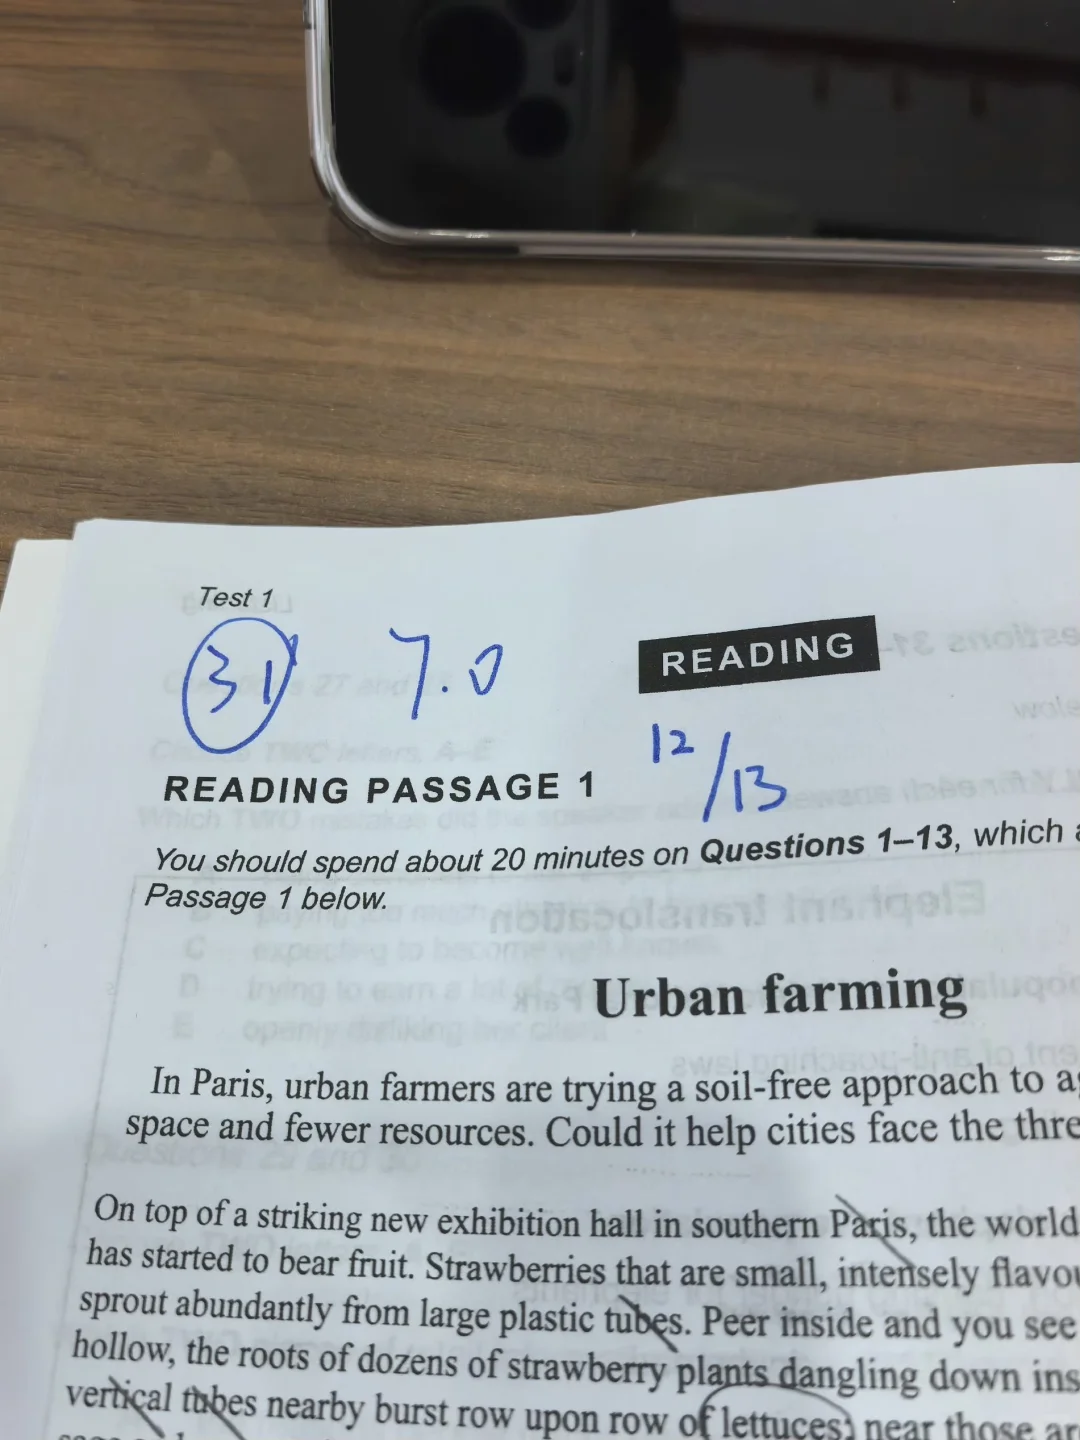 Test 1
31 7.0
READING
12/13
READING PASSAGE 1
You should spend about 20 minutes on Questions 1–13, which
Passage 1 below.
Urban farming
In Paris, urban farmers are trying a soil-free approach to
space and fewer resources. Could it help cities face the
On top of a striking new exhibition hall in southern Paris, the world
has started to bear fruit. Strawberries that are small, intensely
sprout abundantly from large plastic tubes. Peer inside and you see
hollow, the roots of dozens of strawberry plants dangling down
vertical tubes nearby burst row upon row of lettuces; near those